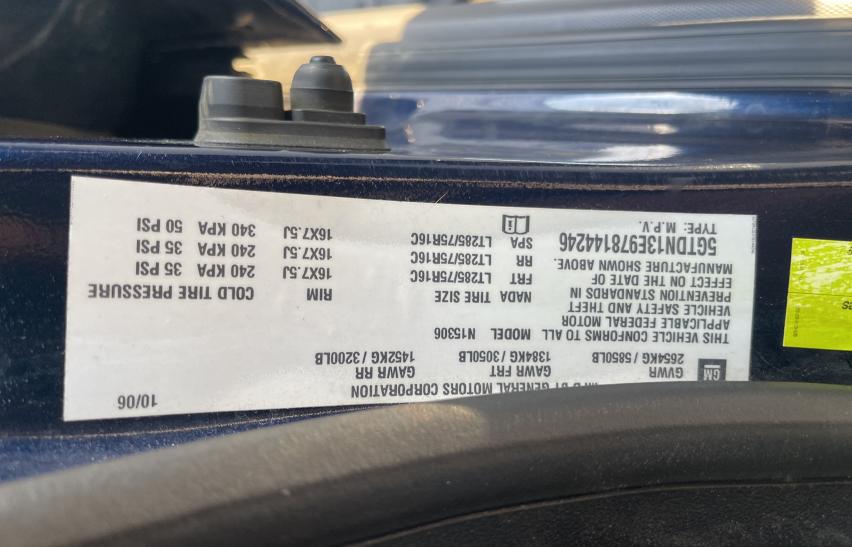 GM
BY GENERAL MOTORS CORPORATION 10/06
GVWR GAWR FRT GAWR RR
2654KG / 5850LB 1384KG / 3050LB 1452KG / 3200LB
THIS VEHICLE CONFORMS TO ALL
APPLICABLE FEDERAL MOTOR
VEHICLE SAFETY AND THEFT
PREVENTION STANDARDS IN
EFFECT ON THE DATE OF
MANUFACTURE SHOWN ABOVE.
5GTDN13E978144246
TYPE: M.P.V.
MODEL N15306
NADA TIRE SIZE RIM COLD TIRE PRESSURE
FRT LT285/75R16C 16X7.5J 240 KPA 35 PSI
RR LT285/75R16C 16X7.5J 240 KPA 35 PSI
SPA LT285/75R16C 16X7.5J 340 KPA 50 PSI